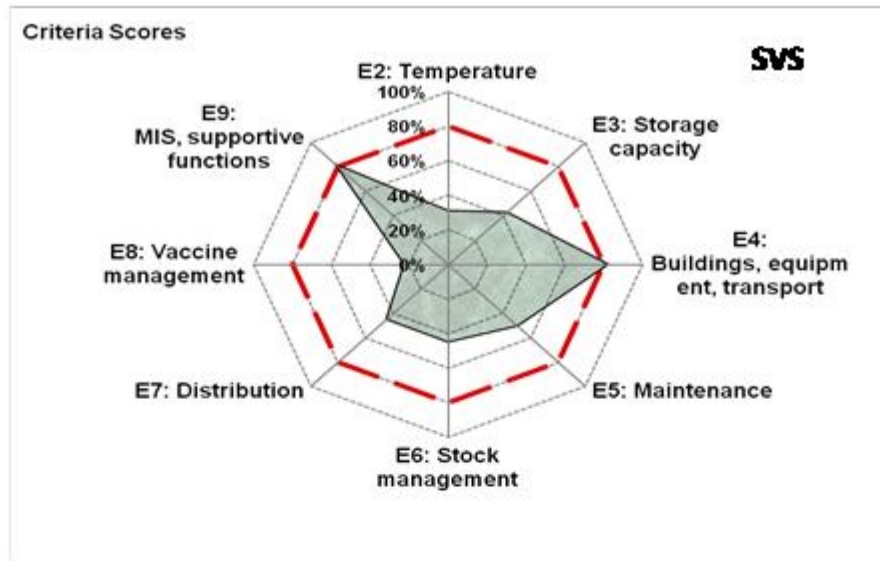 Criteria Scores
SVS
E2: Temperature
100%
80%
60%
40%
20%
0%
E3: Storage
capacity
E4:
Buildings, equipm
ent, transport
E5: Maintenance
E6: Stock
management
E7: Distribution
E8: Vaccine
management
E9:
MIS, supportive
functions